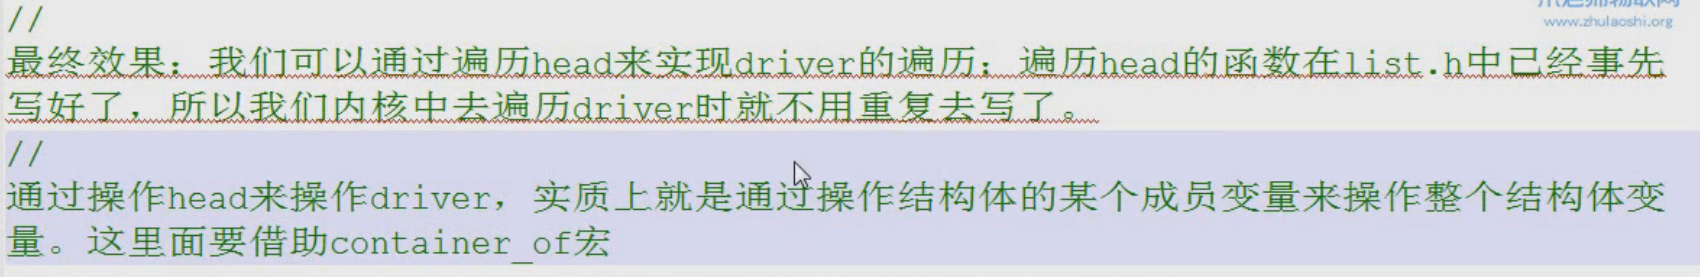 //
www.zhulaoshi.org
最终效果：我们可以通过遍历head来实现driver的遍历；遍历head的函数在list.h中已经事先
写好了，所以我们内核中去遍历driver时就不用重复去写了。
//
通过操作head来操作driver，实质上就是通过操作结构体的某个成员变量来操作整个结构体变
量。这里面要借助container_of宏